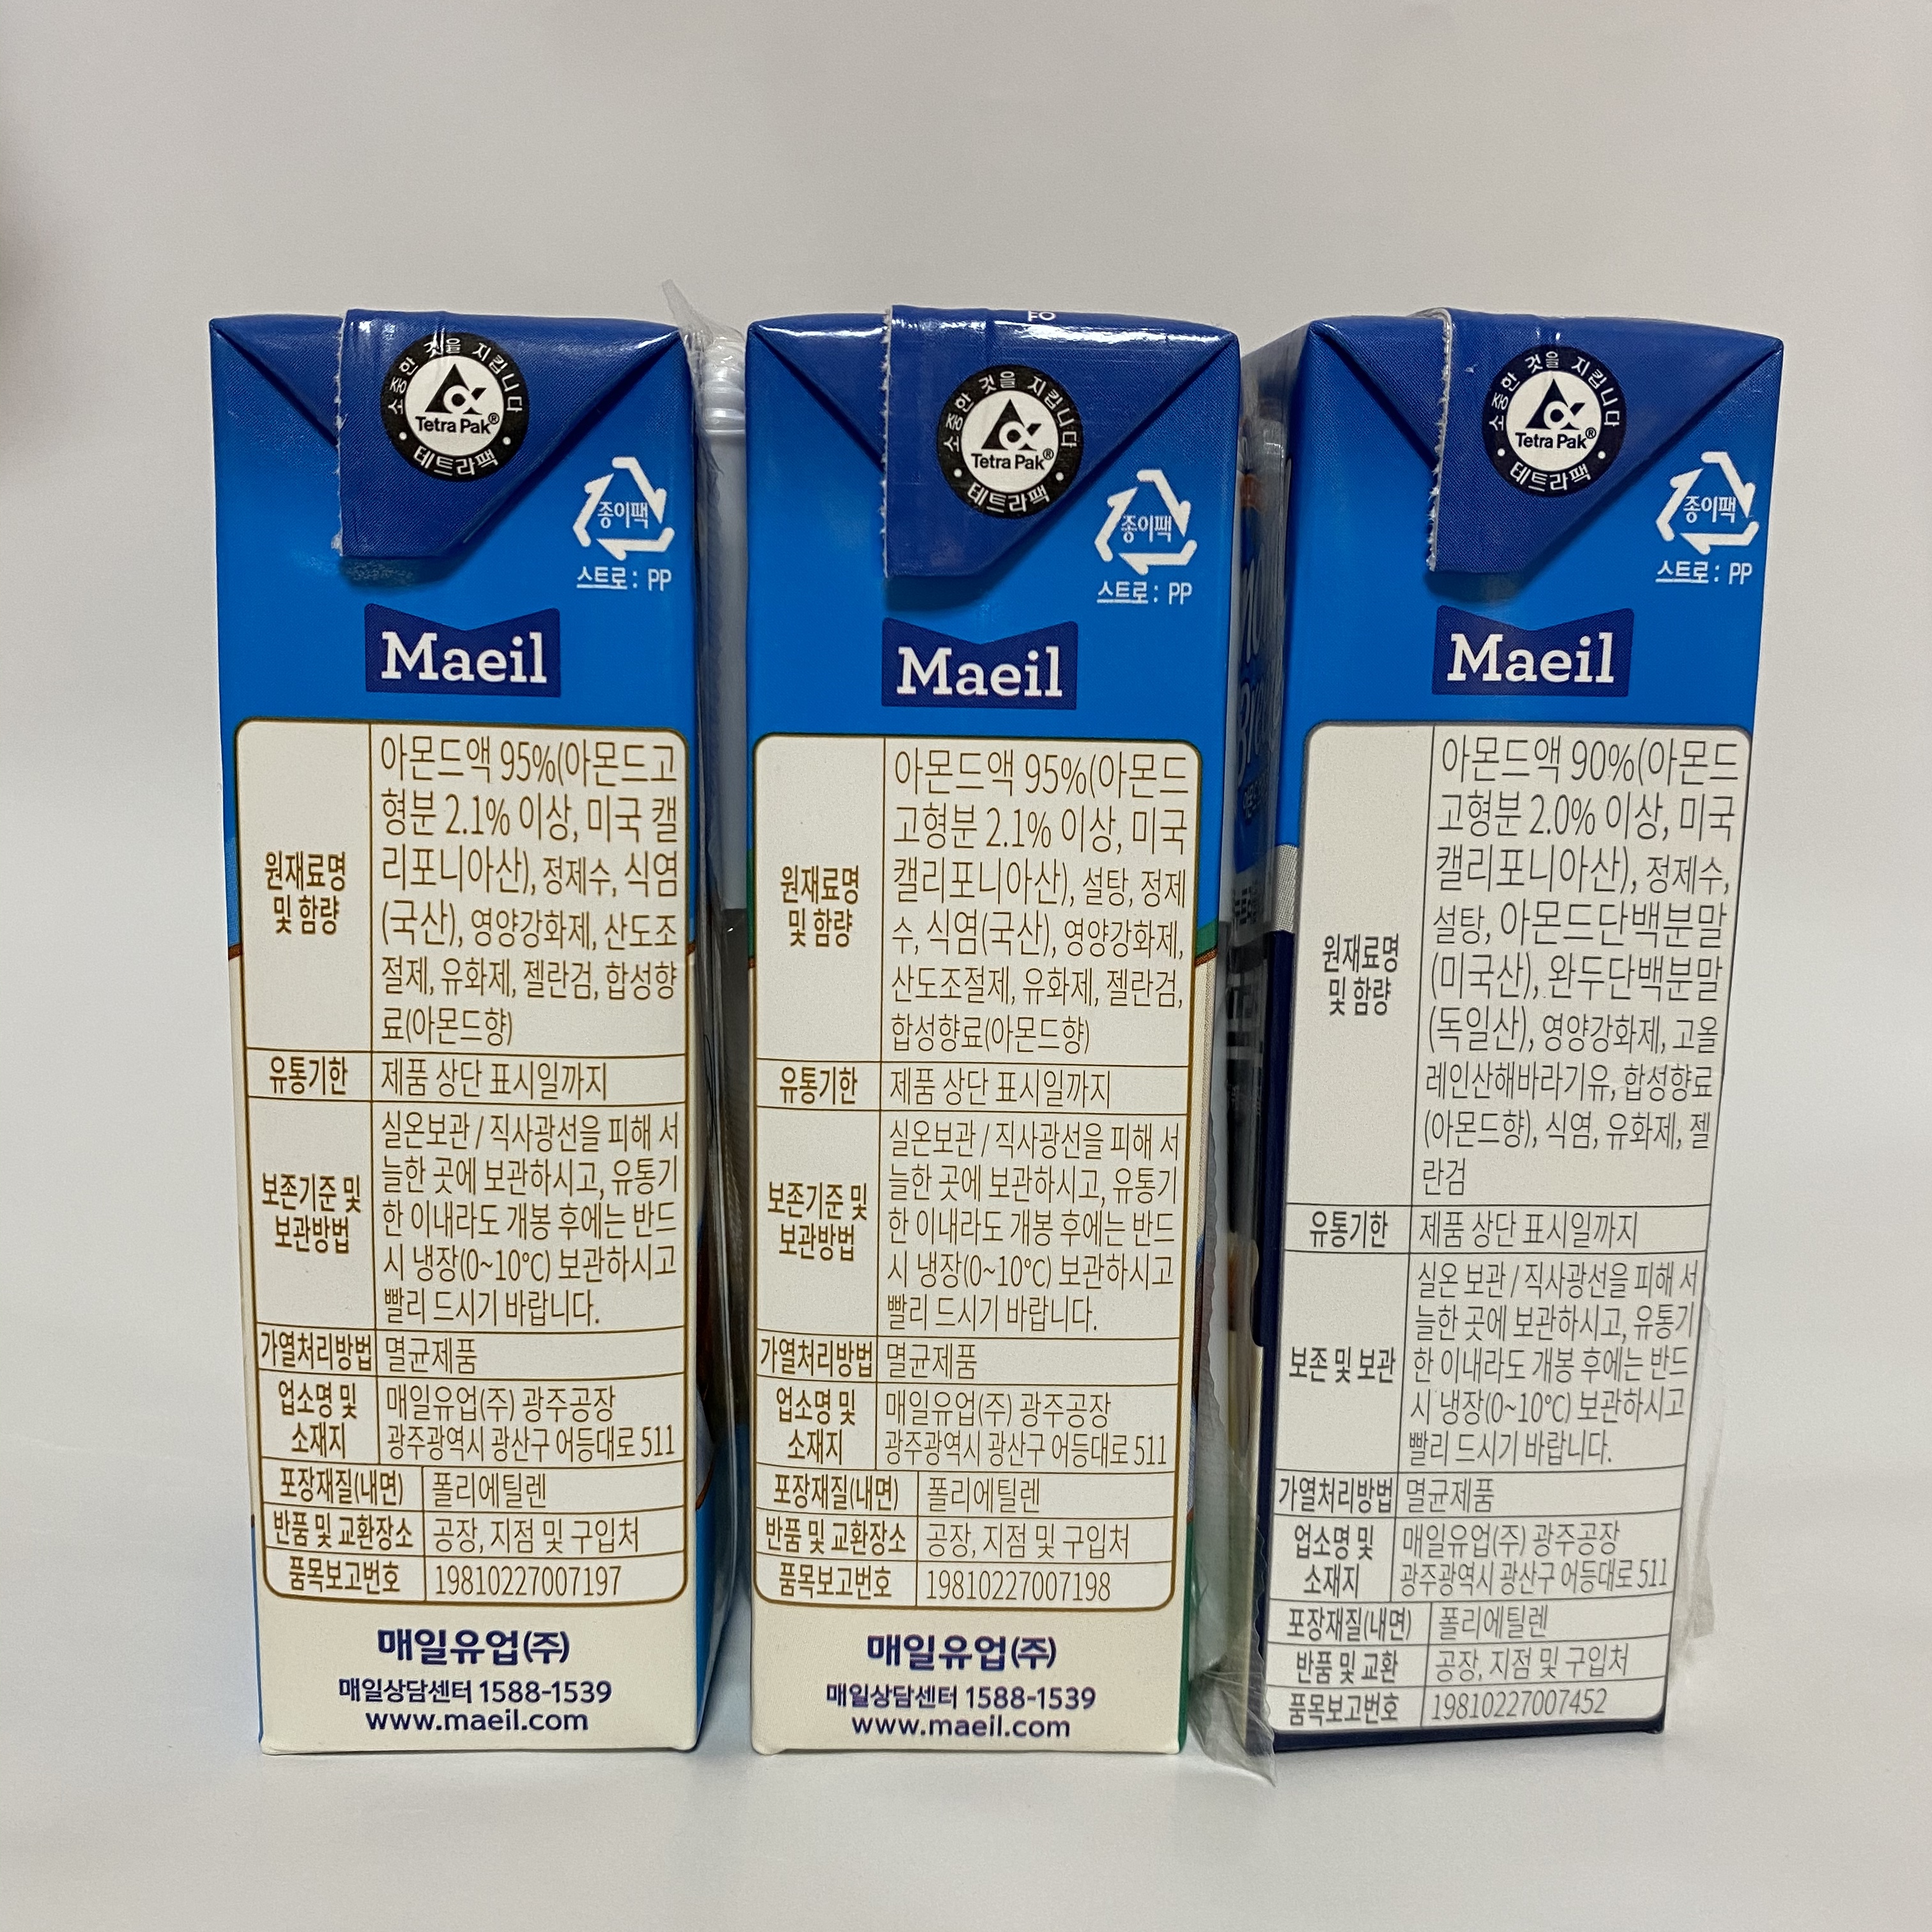 소중한 것을 지킵니다
Tetra Pak®
테트라팩
종이팩
스트로 : PP
Maeil
원재료명
및 함량
아몬드액 95%(아몬드고
형분 2.1% 이상, 미국 캘
리포니아산), 정제수, 식염
(국산), 영양강화제, 산도조
절제, 유화제, 젤란검, 합성향
료(아몬드향)
유통기한
제품 상단 표시일까지
보존기준 및
보관방법
실온보관 / 직사광선을 피해 서
늘한 곳에 보관하시고, 유통기
한 이내라도 개봉 후에는 반드
시 냉장(0~10℃) 보관하시고
빨리 드시기 바랍니다.
가열처리방법
멸균제품
업소명 및
소재지
매일유업(주) 광주공장
광주광역시 광산구 어등대로 511
포장재질(내면)
폴리에틸렌
반품 및 교환장소
공장, 지점 및 구입처
품목보고번호
19810227007197
매일유업(주)
매일상담센터 1588-1539
www.maeil.com
FO
소중한 것을 지킵니다
Tetra Pak®
테트라팩
종이팩
스트로 : PP
Maeil
원재료명
및 함량
아몬드액 95%(아몬드
고형분 2.1% 이상, 미국
캘리포니아산), 설탕, 정제
수, 식염(국산), 영양강화제,
산도조절제, 유화제, 젤란검,
합성향료(아몬드향)
유통기한
제품 상단 표시일까지
보존기준 및
보관방법
실온보관 / 직사광선을 피해 서
늘한 곳에 보관하시고, 유통기
한 이내라도 개봉 후에는 반드
시 냉장(0~10℃) 보관하시고
빨리 드시기 바랍니다.
가열처리방법
멸균제품
업소명 및
소재지
매일유업(주) 광주공장
광주광역시 광산구 어등대로 511
포장재질(내면)
폴리에틸렌
반품 및 교환장소
공장, 지점 및 구입처
품목보고번호
19810227007198
매일유업(주)
매일상담센터 1588-1539
www.maeil.com
소중한 것을 지킵니다
Tetra Pak®
테트라팩
종이팩
스트로 : PP
Maeil
원재료명
및 함량
아몬드액 90%(아몬드
고형분 2.0% 이상, 미국
캘리포니아산), 정제수,
설탕, 아몬드단백분말
(미국산), 완두단백분말
(독일산), 영양강화제, 고올
레인산해바라기유, 합성향료
(아몬드향), 식염, 유화제, 젤
란검
유통기한
제품 상단 표시일까지
보존 및 보관
실온 보관 / 직사광선을 피해 서
늘한 곳에 보관하시고, 유통기
한 이내라도 개봉 후에는 반드
시 냉장(0~10℃) 보관하시고
빨리 드시기 바랍니다.
가열처리방법
멸균제품
업소명 및
소재지
매일유업(주) 광주공장
광주광역시 광산구 어등대로 511
포장재질(내면)
폴리에틸렌
반품 및 교환
공장, 지점 및 구입처
품목보고번호
19810227007452